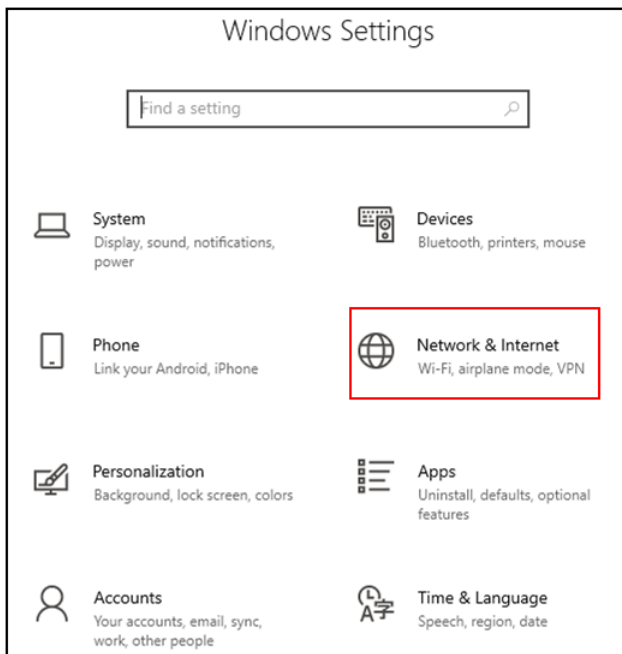 Windows Settings
Find a setting
System
Display, sound, notifications,
power
Devices
Bluetooth, printers, mouse
Phone
Link your Android, iPhone
Network & Internet
Wi-Fi, airplane mode, VPN
Personalization
Background, lock screen, colors
Apps
Uninstall, defaults, optional
features
Accounts
Your accounts, email, sync,
work, other people
Time & Language
Speech, region, date